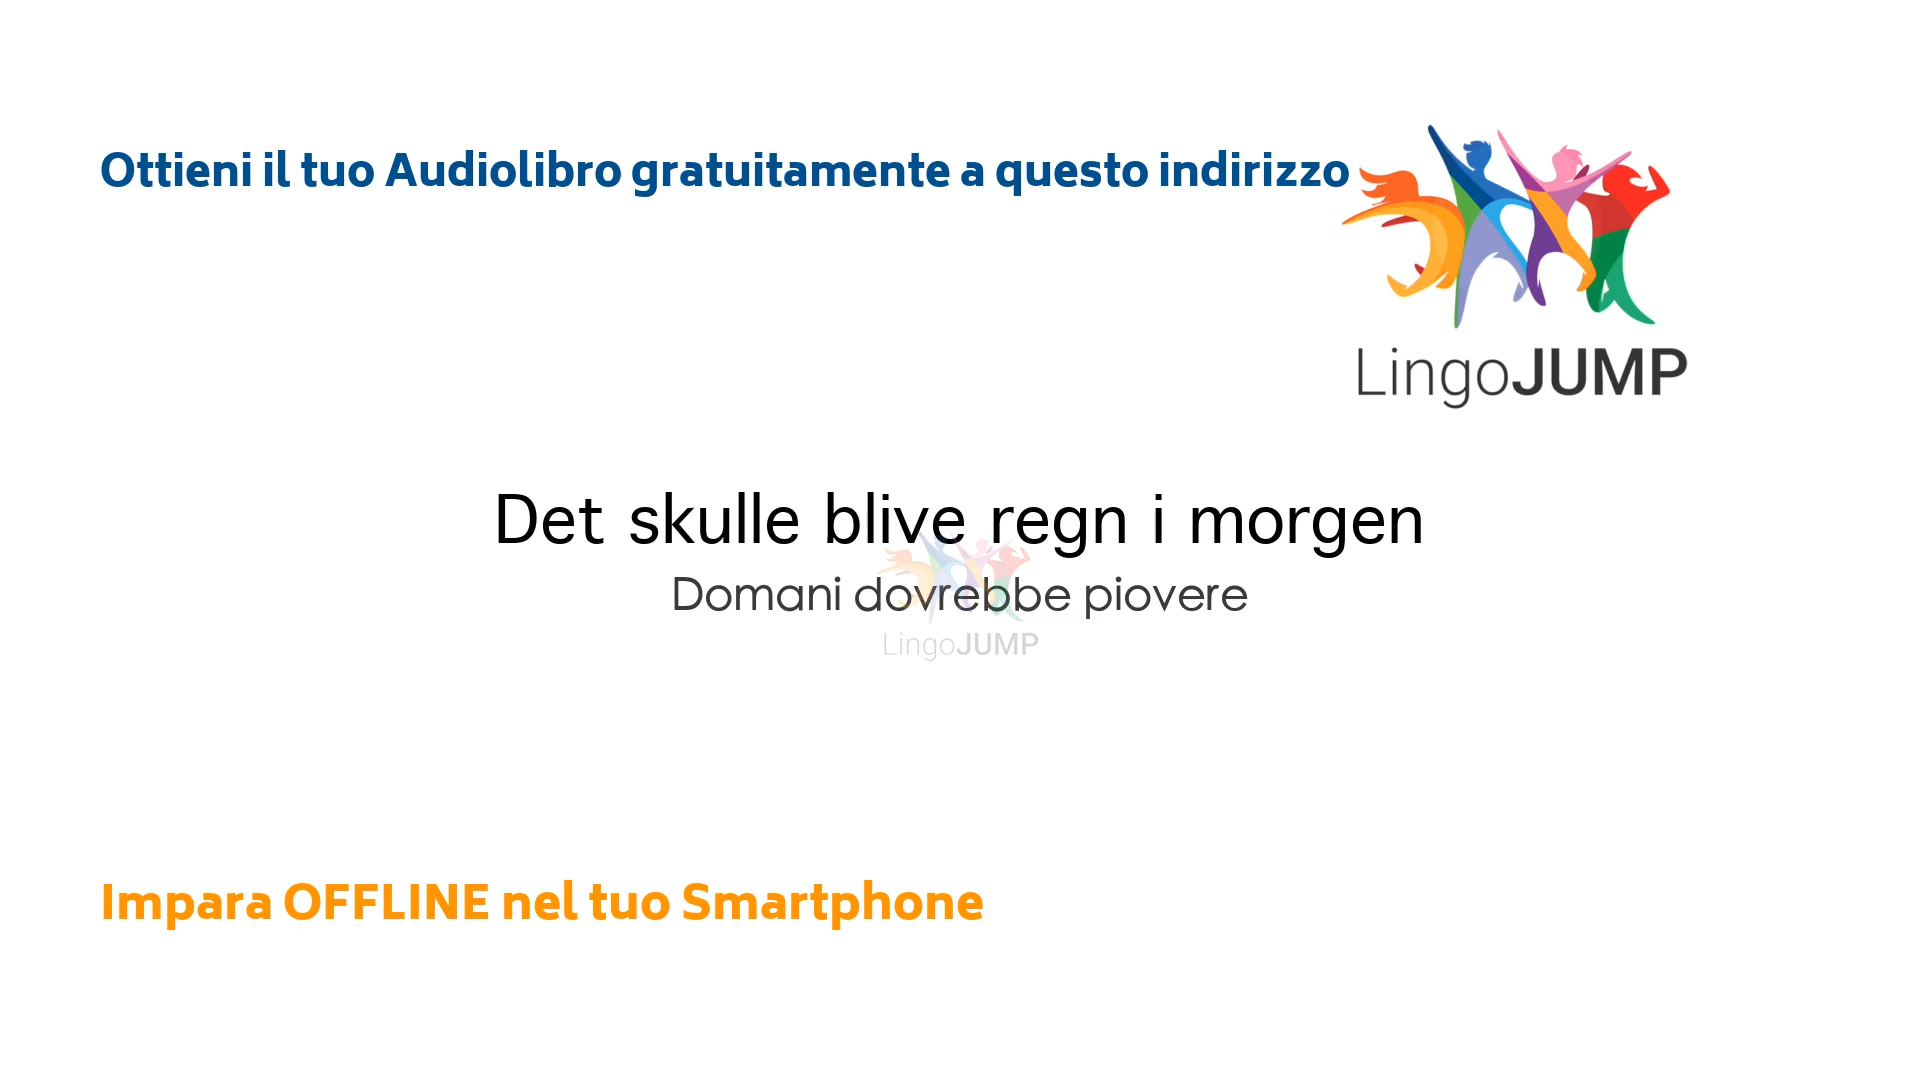 Ottieni il tuo Audiolibro gratuitamente a questo indirizzo
LingoJUMP
Det skulle blive regn i morgen
Domani dovrebbe piovere
LingoJUMP
Impara OFFLINE nel tuo Smartphone